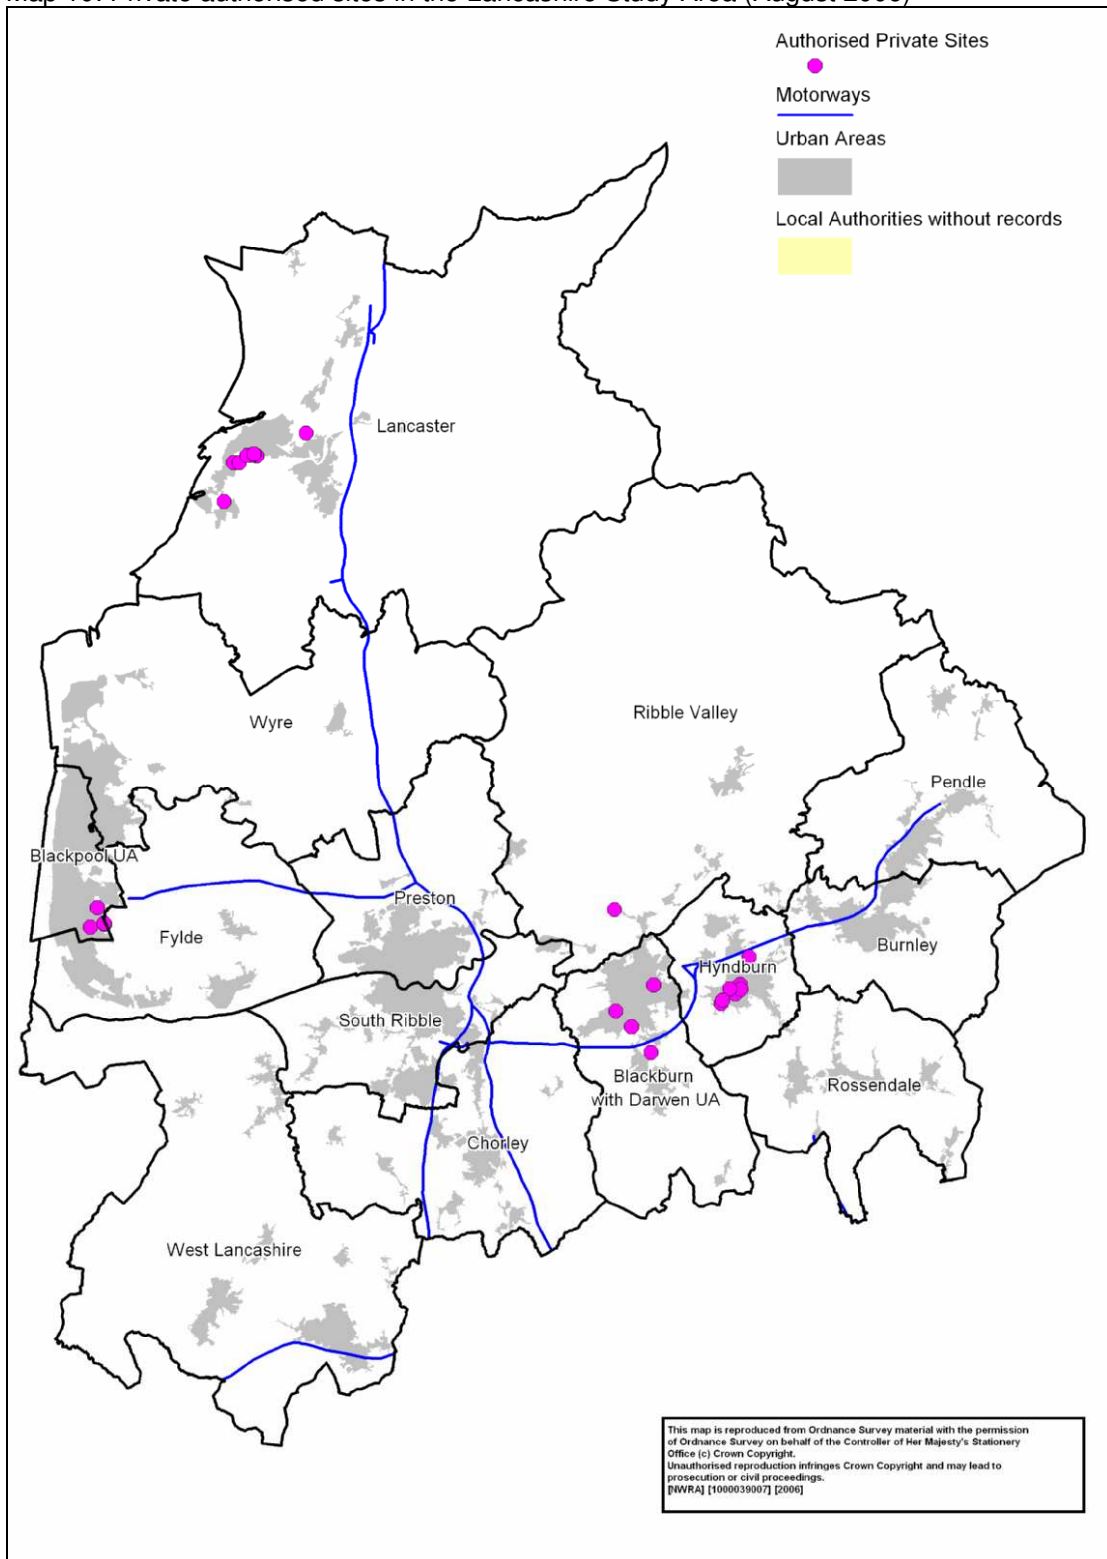 Authorised Private Sites
Motorways
Urban Areas
Local Authorities without records
Lancaster
Wyre
Ribble Valley
Pendle
Blackpool UA
Preston
Fylde
Burnley
Hyndburn
South Ribble
Blackburn
with Darwen UA
Rossendale
Chorley
West Lancashire
This map is reproduced from Ordnance Survey material with the permission
of Ordnance Survey on behalf of the Controller of Her Majesty's Stationery
Office (c) Crown Copyright.
Unauthorised reproduction infringes Crown Copyright and may lead to
prosecution or civil proceedings.
[NWRA] [1000039007] [2006]